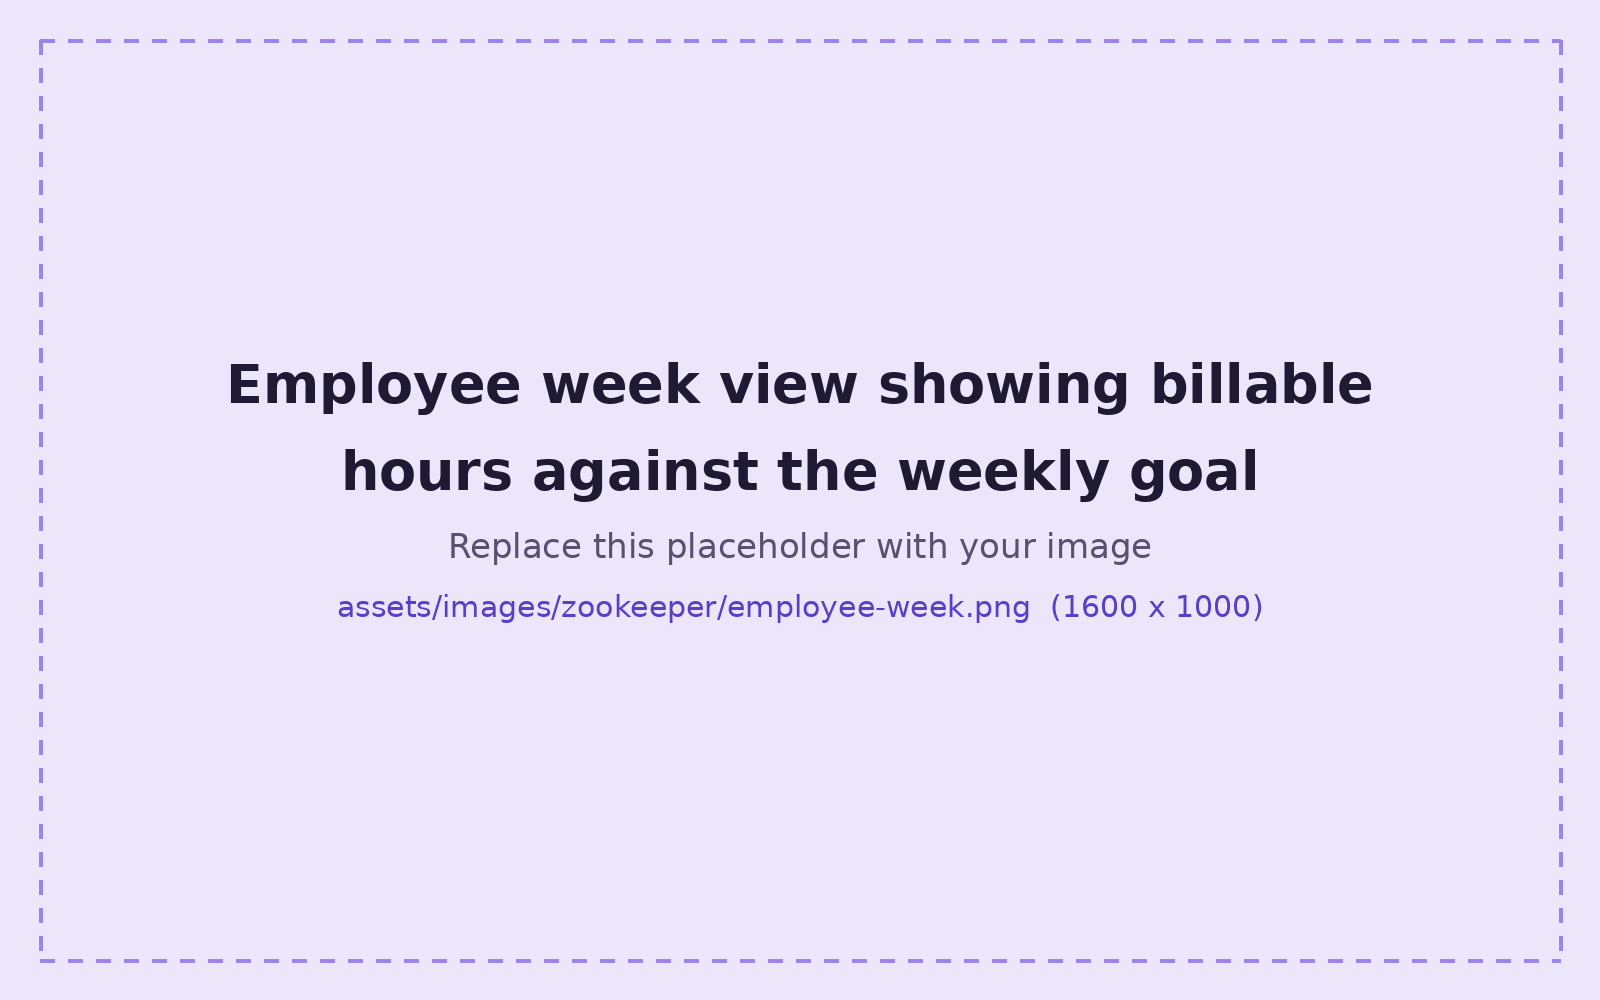 Employee week view showing billable
hours against the weekly goal
Replace this placeholder with your image
assets/images/zookeeper/employee-week.png (1600 x 1000)